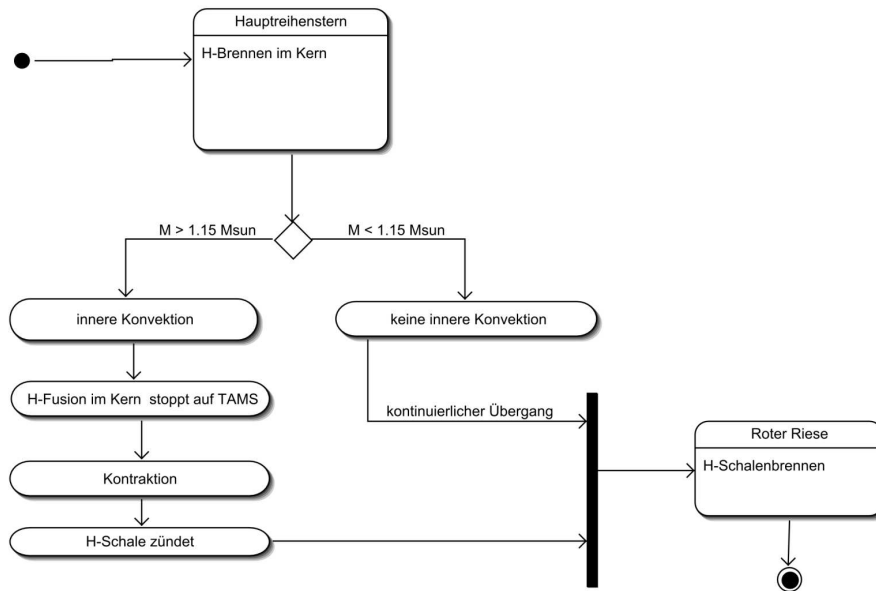 Hauptreihenstern
H-Brennen im Kern
M > 1.15 Msun
M < 1.15 Msun
innere Konvektion
keine innere Konvektion
H-Fusion im Kern stoppt auf TAMS
kontinuierlicher Übergang
Kontraktion
H-Schale zündet
Roter Riese
H-Schalenbrennen